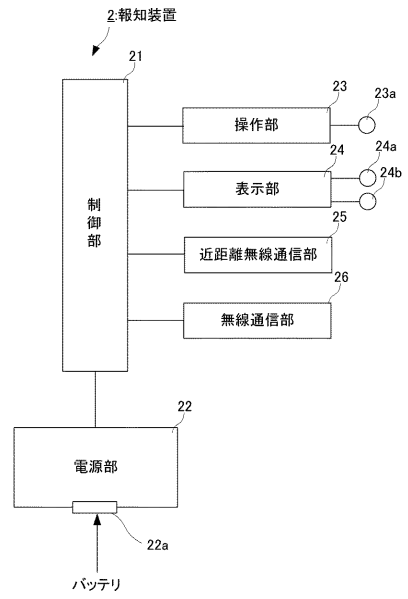 2:報知装置
21
制御部
23
操作部
23a
24
表示部
24a
24b
25
近距離無線通信部
26
無線通信部
22
電源部
22a
バッテリ